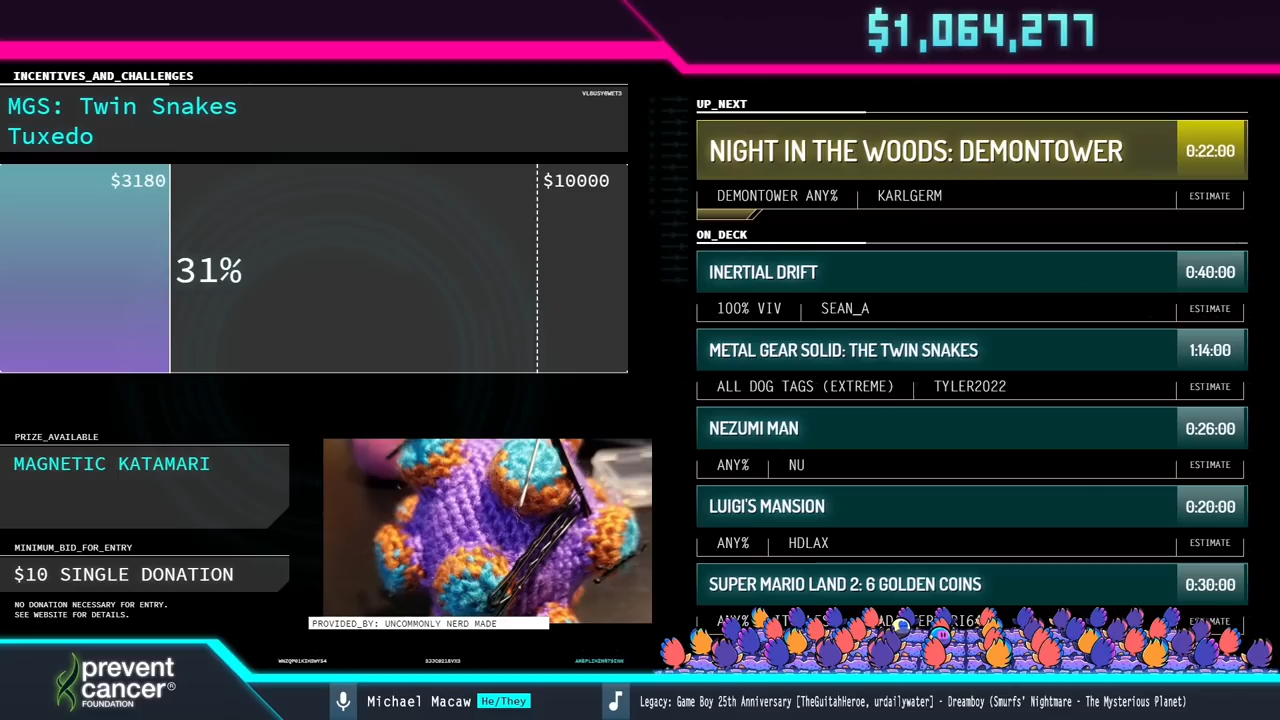 $1,064,277
INCENTIVES_AND_CHALLENGES
MGS: Twin Snakes
Tuxedo
$3180
$10000
31%
PRIZE_AVAILABLE
MAGNETIC KATAMARI
MINIMUM_BID_FOR_ENTRY
$10 SINGLE DONATION
NO DONATION NECESSARY FOR ENTRY.
SEE WEBSITE FOR DETAILS.
PROVIDED_BY: UNCOMMONLY NERD MADE
UP_NEXT
NIGHT IN THE WOODS: DEMONTOWER
0:22:00
DEMONTOWER ANY%
KARLGERM
ESTIMATE
ON_DECK
INERTIAL DRIFT
0:40:00
100% VIV
SEAN_A
ESTIMATE
METAL GEAR SOLID: THE TWIN SNAKES
1:14:00
ALL DOG TAGS (EXTREME)
TYLER2022
ESTIMATE
NEZUMI MAN
0:26:00
ANY%
NU
ESTIMATE
LUIGI'S MANSION
0:20:00
ANY%
HDLAX
ESTIMATE
SUPER MARIO LAND 2: 6 GOLDEN COINS
0:30:00
prevent
cancer®
FOUNDATION
Michael Macaw
He/They
Legacy: Game Boy 25th Anniversary [TheGuitahHeroe, urdailywater] - Dreamboy (Smurfs' Nightmare - The Mysterious Planet)